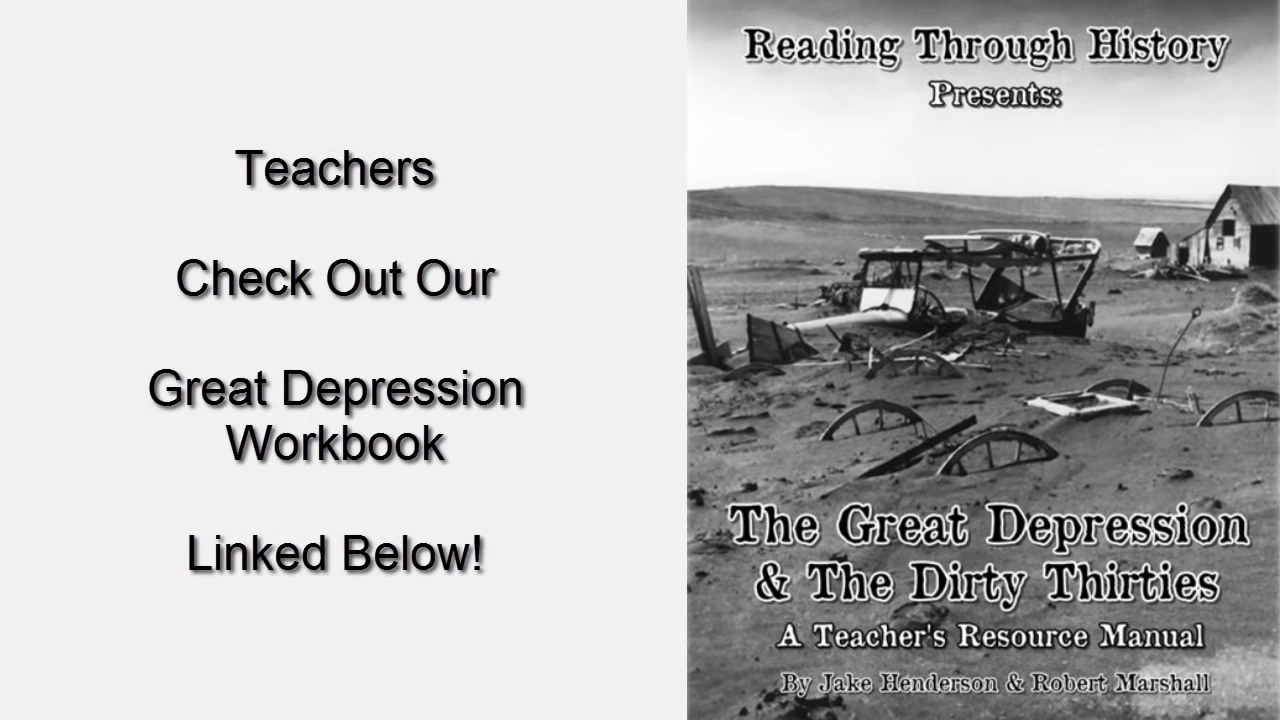 Teachers
Check Out Our
Great Depression
Workbook
Linked Below!
Reading Through History
Presents:
The Great Depression
& The Dirty Thirties
A Teacher's Resource Manual
By Jake Henderson & Robert Marshall